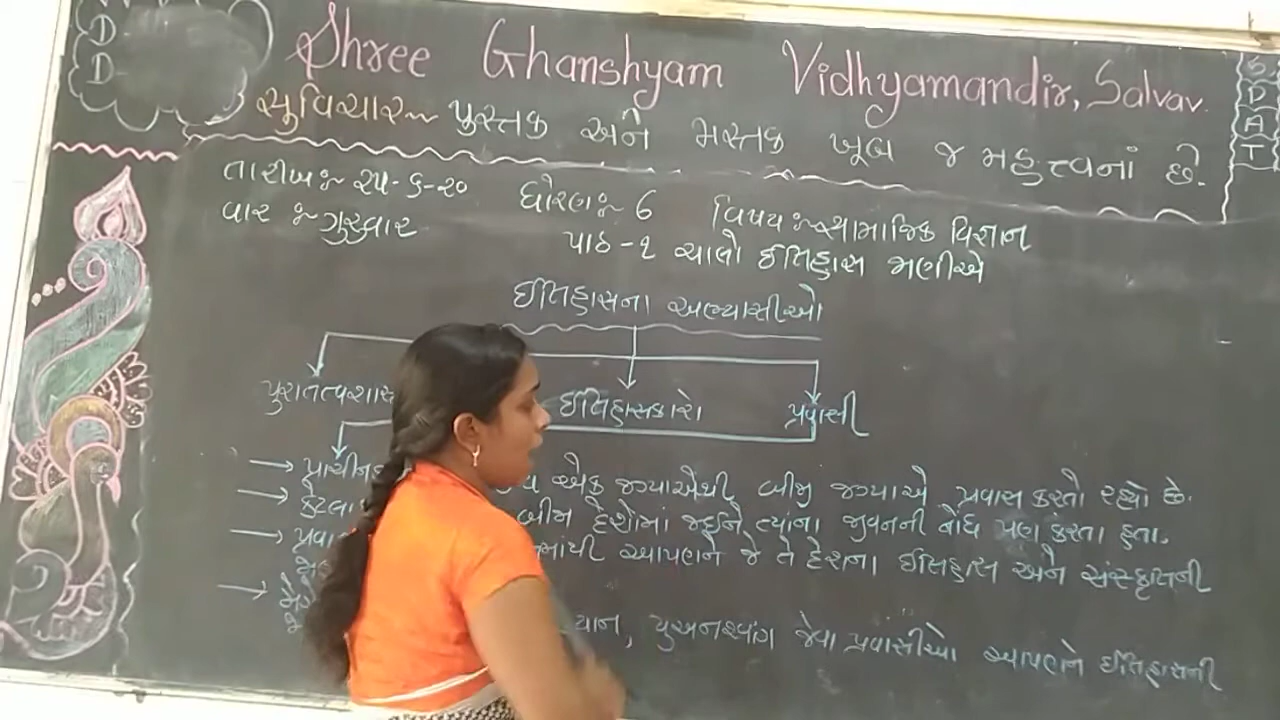 D
D
Shree Ghanshyam Vidhyamandir, Salvav.
S
D
A
T
સુવિચાર~ પુસ્તક અને મસ્તક ખૂબ જ મહત્ત્વનાં છે.
તારીખઃ ૨૫-૬-૨૦ ધોરણઃ 6 વિષયઃ સામાજિક વિજ્ઞાન
વાર ઃ ગુરુવાર પાઠ -૧ ચાલો ઈતિહાસ જાણીએ
ઈતિહાસના અભ્યાસીઓ
ઈતિહાસકારો પ્રવાસી
→ એક જગ્યાએથી બીજી જગ્યાએ પ્રવાસ કરતો રહ્યો છે.
→ કેટલા બીજા દેશોમાં જઈને ત્યાંના જીવનની નોંધ પણ કરતા હતા.
→ આપણને જે તે દેશના ઈતિહાસ અને સંસ્કૃતિની
→ યુઅનશ્વાંગ જેવા પ્રવાસીઓ આપણને ઈતિહાસની